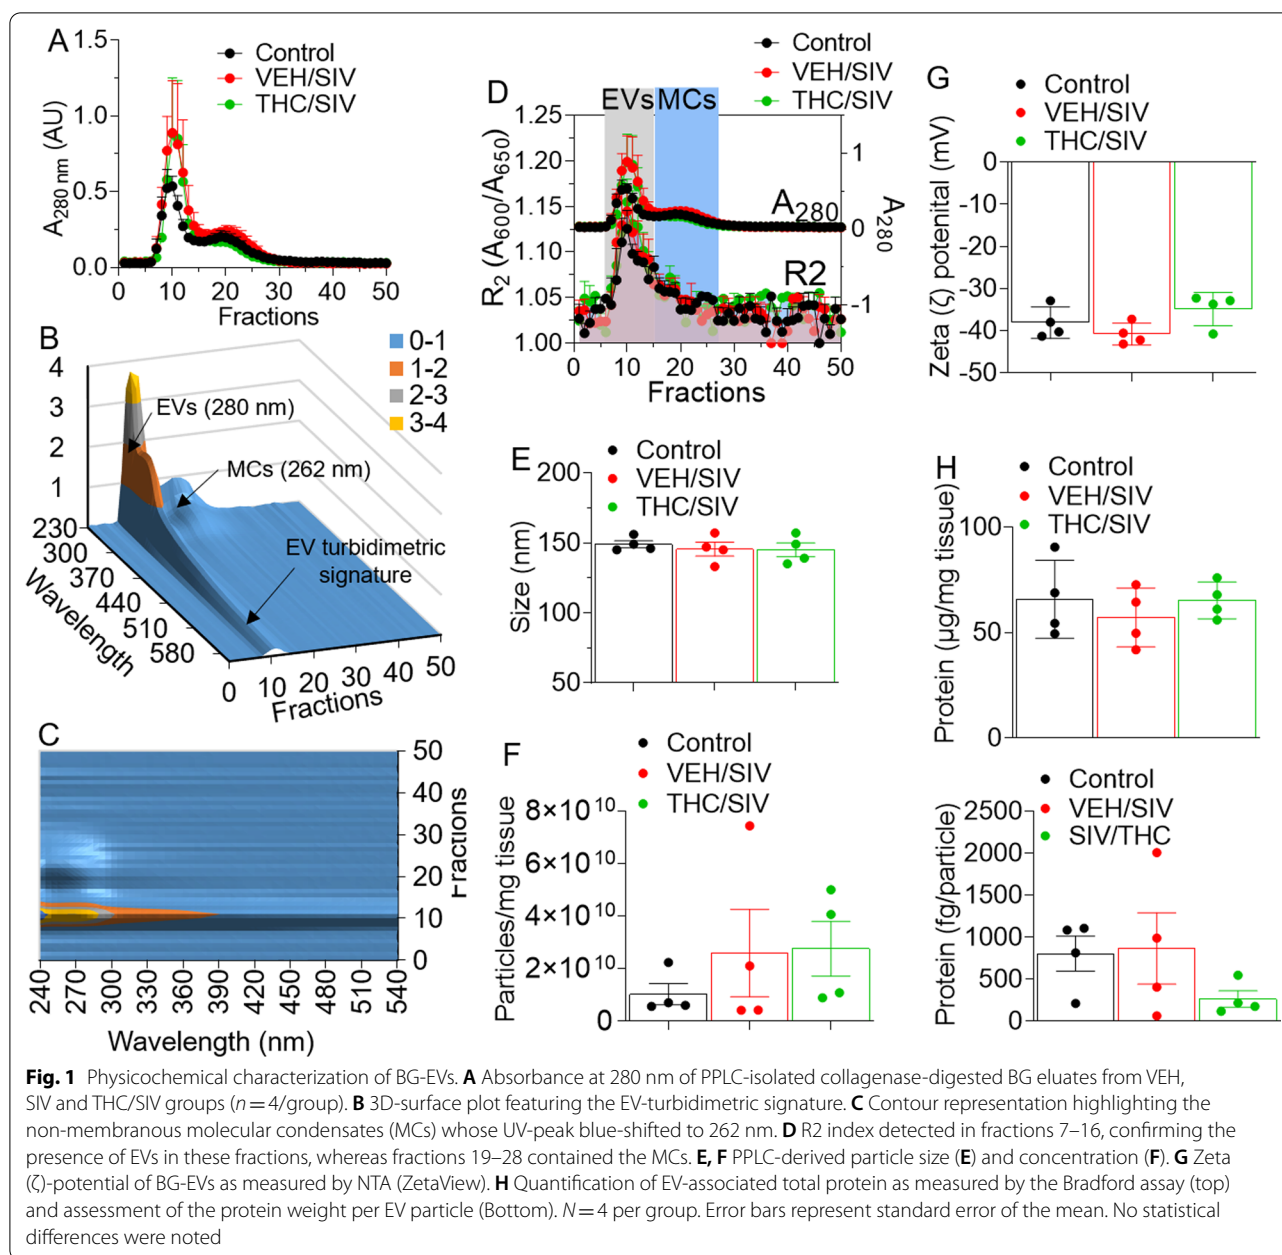 A
1.5
1.0
0.5
0.0
A280 nm (AU)
0 10 20 30 40 50
Fractions
Control
VEH/SIV
THC/SIV
B
4
3
2
1
230
300
370
440
510
580
Wavelength
0 10 20 30 40 50
Fractions
EVs (280 nm)
MCs (262 nm)
EV turbidimetric
signature
0-1
1-2
2-3
3-4
C
50
40
30
20
10
0
Fractions
240 270 300 330 360 390 420 450 480 510 540
Wavelength (nm)
D
Control
VEH/SIV
THC/SIV
EVs MCs
1.25
1.20
1.15
1.10
1.05
1.00
R2 (A600/A650)
1
0
-1
A280
A280
R2
0 10 20 30 40 50
Fractions
E
Control
VEH/SIV
THC/SIV
200
150
100
50
Size (nm)
F
Control
VEH/SIV
THC/SIV
8×10 10
6×10 10
4×10 10
2×10 10
0
Particles/mg tissue
G
Control
VEH/SIV
THC/SIV
0
-10
-20
-30
-40
-50
Zeta (ζ) potenital (mV)
H
Control
VEH/SIV
THC/SIV
100
50
0
Protein (µg/mg tissue)
Control
VEH/SIV
SIV/THC
2500
2000
1500
1000
500
0
Protein (fg/particle)
Fig. 1 Physicochemical characterization of BG-EVs. A Absorbance at 280 nm of PPLC-isolated collagenase-digested BG eluates from VEH,
SIV and THC/SIV groups (n = 4/group). B 3D-surface plot featuring the EV-turbidimetric signature. C Contour representation highlighting the
non-membranous molecular condensates (MCs) whose UV-peak blue-shifted to 262 nm. D R2 index detected in fractions 7–16, confirming the
presence of EVs in these fractions, whereas fractions 19–28 contained the MCs. E, F PPLC-derived particle size (E) and concentration (F). G Zeta
(ζ)-potential of BG-EVs as measured by NTA (ZetaView). H Quantification of EV-associated total protein as measured by the Bradford assay (top)
and assessment of the protein weight per EV particle (Bottom). N = 4 per group. Error bars represent standard error of the mean. No statistical
differences were noted